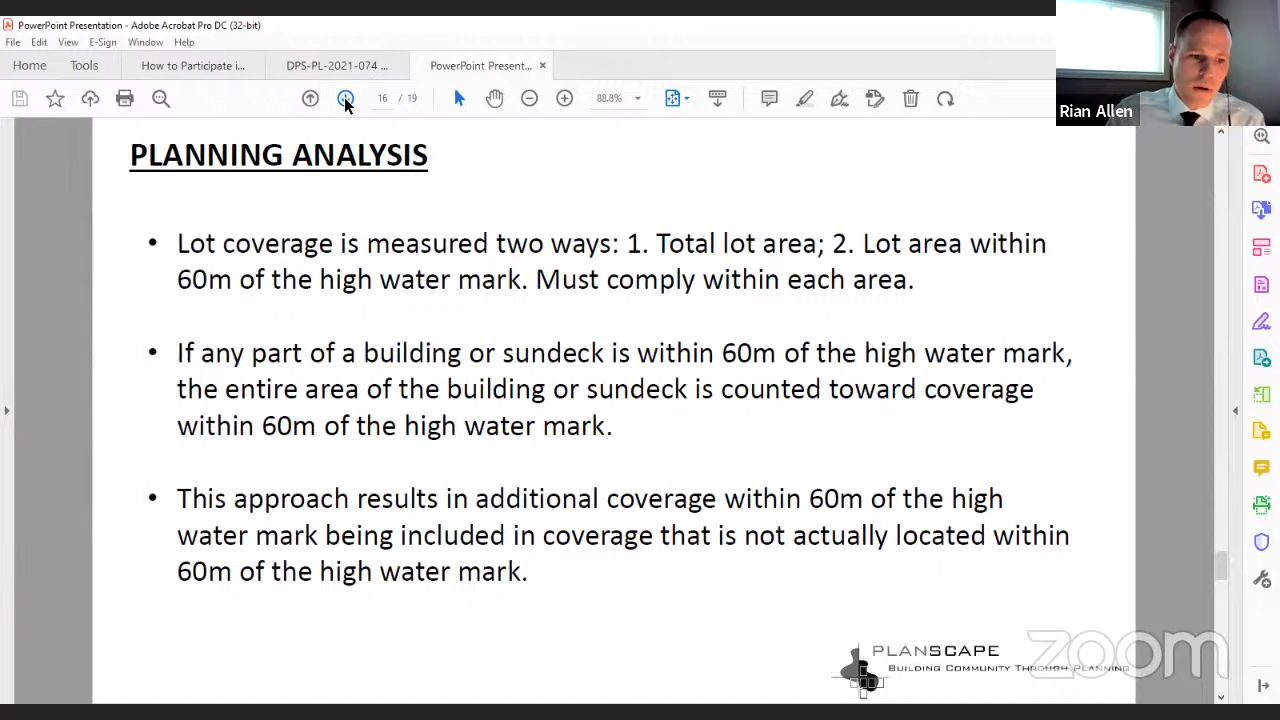 PowerPoint Presentation - Adobe Acrobat Pro DC (32-bit)
File Edit View E-Sign Window Help
Home Tools How to Participate i... DPS-PL-2021-074 ... PowerPoint Present... ×
16 / 19 88.8%
Rian Allen
PLANNING ANALYSIS
• Lot coverage is measured two ways: 1. Total lot area; 2. Lot area within
60m of the high water mark. Must comply within each area.
• If any part of a building or sundeck is within 60m of the high water mark,
the entire area of the building or sundeck is counted toward coverage
within 60m of the high water mark.
• This approach results in additional coverage within 60m of the high
water mark being included in coverage that is not actually located within
60m of the high water mark.
PLANSCAPE
BUILDING COMMUNITY THROUGH PLANNING
zoom